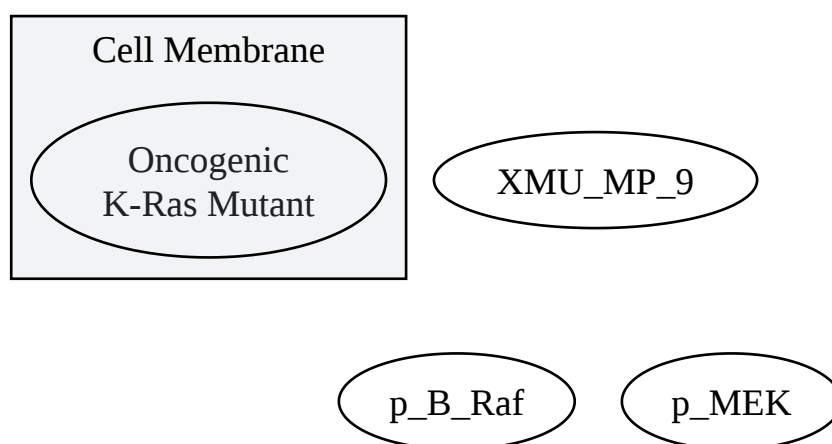 Cell Membrane
Oncogenic
K-Ras Mutant
XMU_MP_9
p_B_Raf
p_MEK